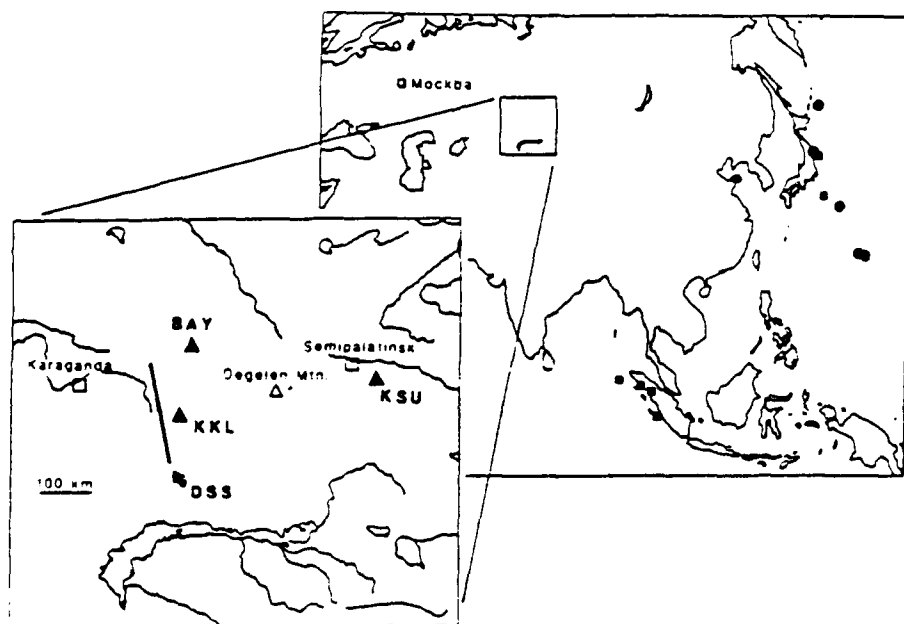 Москва
BAY
Semipalatinsk
Karaganda
Degelen Mtn.
KSU
KKL
100 km
DSS